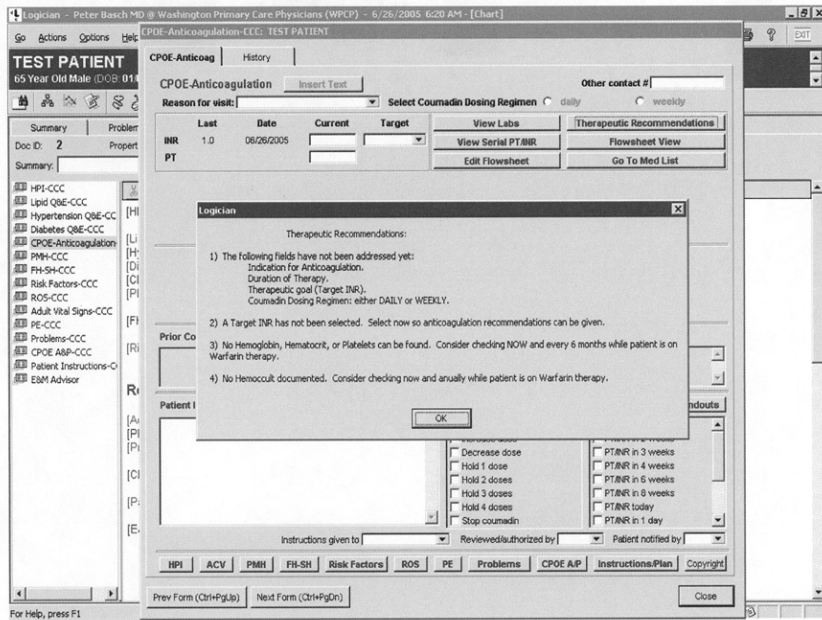 Logician - Peter Basch MD @ Washington Primary Care Physicians (WPCP) - 6/26/2005 6:20 AM - [Chart]
Go Actions Options Help
CPOE-Anticoagulation-CCC: TEST PATIENT
EXIT
TEST PATIENT
65 Year Old Male (DOB:
CPOE-Anticoag History
CPOE-Anticoagulation Insert Text Other contact #
Reason for visit: Select Coumadin Dosing Regimen daily weekly
Last Date Current Target
INR 1.0 06/26/2005
PT
View Labs Therapeutic Recommendations
View Serial PT/INR Flowsheet View
Edit Flowsheet Go To Med List
Summary Problem
Doc ID: 2 Propert
Summary:
HPI-CCC
Lipid Q&E-CCC
Hypertension Q&E-CC
Diabetes Q&E-CCC
CPOE-Anticoagulation-
PMH-CCC
FH-SH-CCC
Risk Factors-CCC
ROS-CCC
Adult Vital Signs-CCC
PE-CCC
Problems-CCC
CPOE A&P-CCC
Patient Instructions-C
E&M Advisor
Logician
Therapeutic Recommendations:
1) The following fields have not been addressed yet:
Indication for Anticoagulation.
Duration of Therapy.
Therapeutic goal (Target INR).
Coumadin Dosing Regimen: either DAILY or WEEKLY.
2) A Target INR has not been selected. Select now so anticoagulation recommendations can be given.
3) No Hemoglobin, Hematocrit, or Platelets can be found. Consider checking NOW and every 6 months while patient is on
Warfarin therapy.
4) No Hemoccult documented. Consider checking now and anually while patient is on Warfarin therapy.
OK
Prior Co
Patient I
ndouts
Decrease dose
Hold 1 dose
Hold 2 doses
Hold 3 doses
Hold 4 doses
Stop coumadin
PT/INR in 3 weeks
PT/INR in 4 weeks
PT/INR in 6 weeks
PT/INR in 8 weeks
PT/INR today
PT/INR in 1 day
Instructions given to Reviewed/authorized by Patient notified by
HPI ACV PMH FH-SH Risk Factors ROS PE Problems CPOE A/P Instructions/Plan Copyright
Prev Form (Ctrl+PgUp) Next Form (Ctrl+PgDn) Close
For Help, press F1